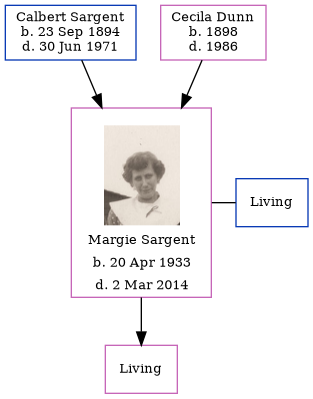 Calbert Sargent
b. 23 Sep 1894
d. 30 Jun 1971
Cecila Dunn
b. 1898
d. 1986
Margie Sargent
b. 20 Apr 1933
d. 2 Mar 2014
Living
Living